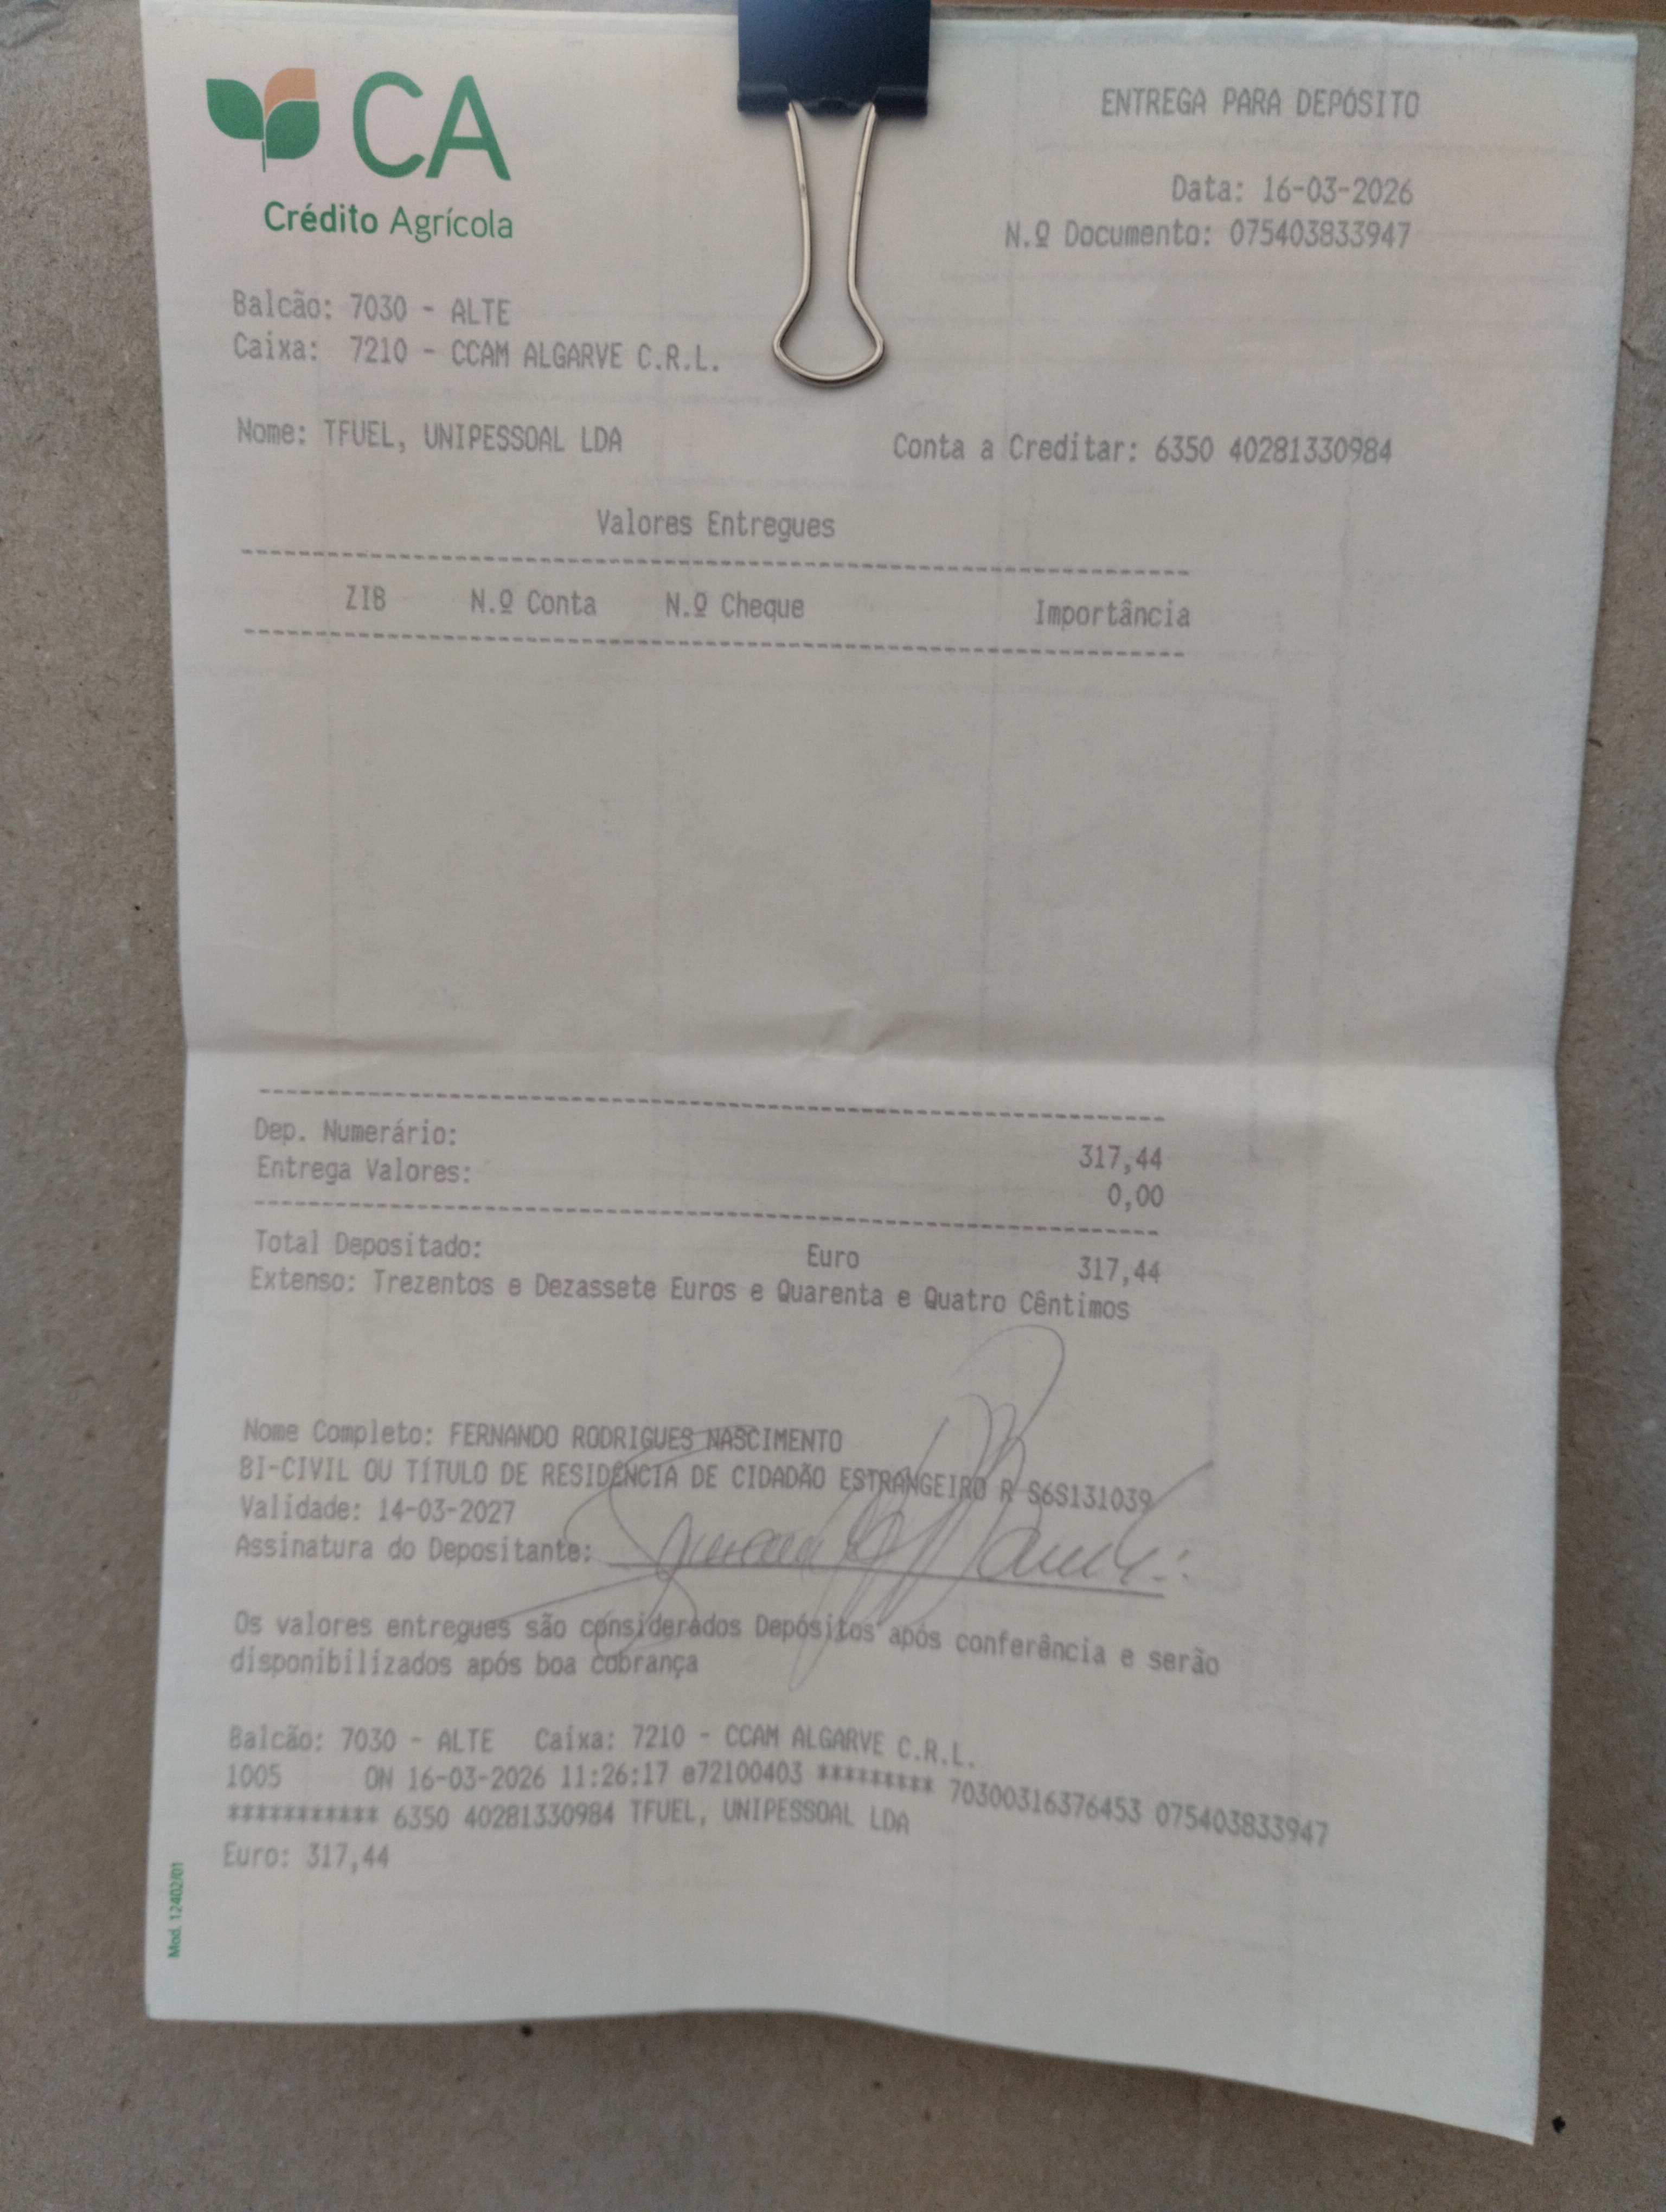 CA
Crédito Agrícola
ENTREGA PARA DEPÓSITO
Data: 16-03-2026
N.º Documento: 075403833947
Balcão: 7030 - ALTE
Caixa: 7210 - CCAM ALGARVE C.R.L.
Nome: TFUEL, UNIPESSOAL LDA Conta a Creditar: 6350 40281330984
Valores Entregues
ZIB N.º Conta N.º Cheque Importância
Dep. Numerário: 317,44
Entrega Valores: 0,00
Total Depositado: Euro 317,44
Extenso: Trezentos e Dezassete Euros e Quarenta e Quatro Cêntimos
Nome Completo: FERNANDO RODRIGUES NASCIMENTO
BI-CIVIL OU TÍTULO DE RESIDÊNCIA DE CIDADÃO ESTRANGEIRO R S6S131039
Validade: 14-03-2027
Assinatura do Depositante:
Os valores entregues são considerados Depósitos após conferência e serão
disponibilizados após boa cobrança
Balcão: 7030 - ALTE Caixa: 7210 - CCAM ALGARVE C.R.L.
1005 ON 16-03-2026 11:26:17 e72100403 ********* 70300316376453 075403833947
*********** 6350 40281330984 TFUEL, UNIPESSOAL LDA
Euro: 317,44
Mod. 12402/01